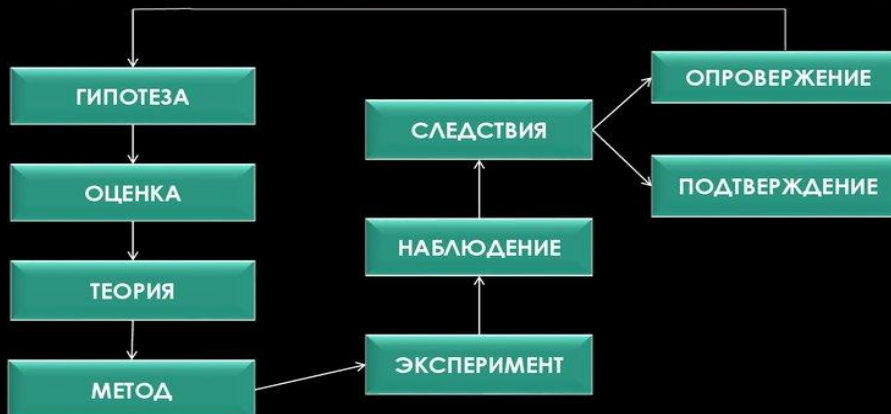 ГИПОТЕЗА
ОЦЕНКА
ТЕОРИЯ
МЕТОД
ЭКСПЕРИМЕНТ
НАБЛЮДЕНИЕ
СЛЕДСТВИЯ
ОПРОВЕРЖЕНИЕ
ПОДТВЕРЖДЕНИЕ